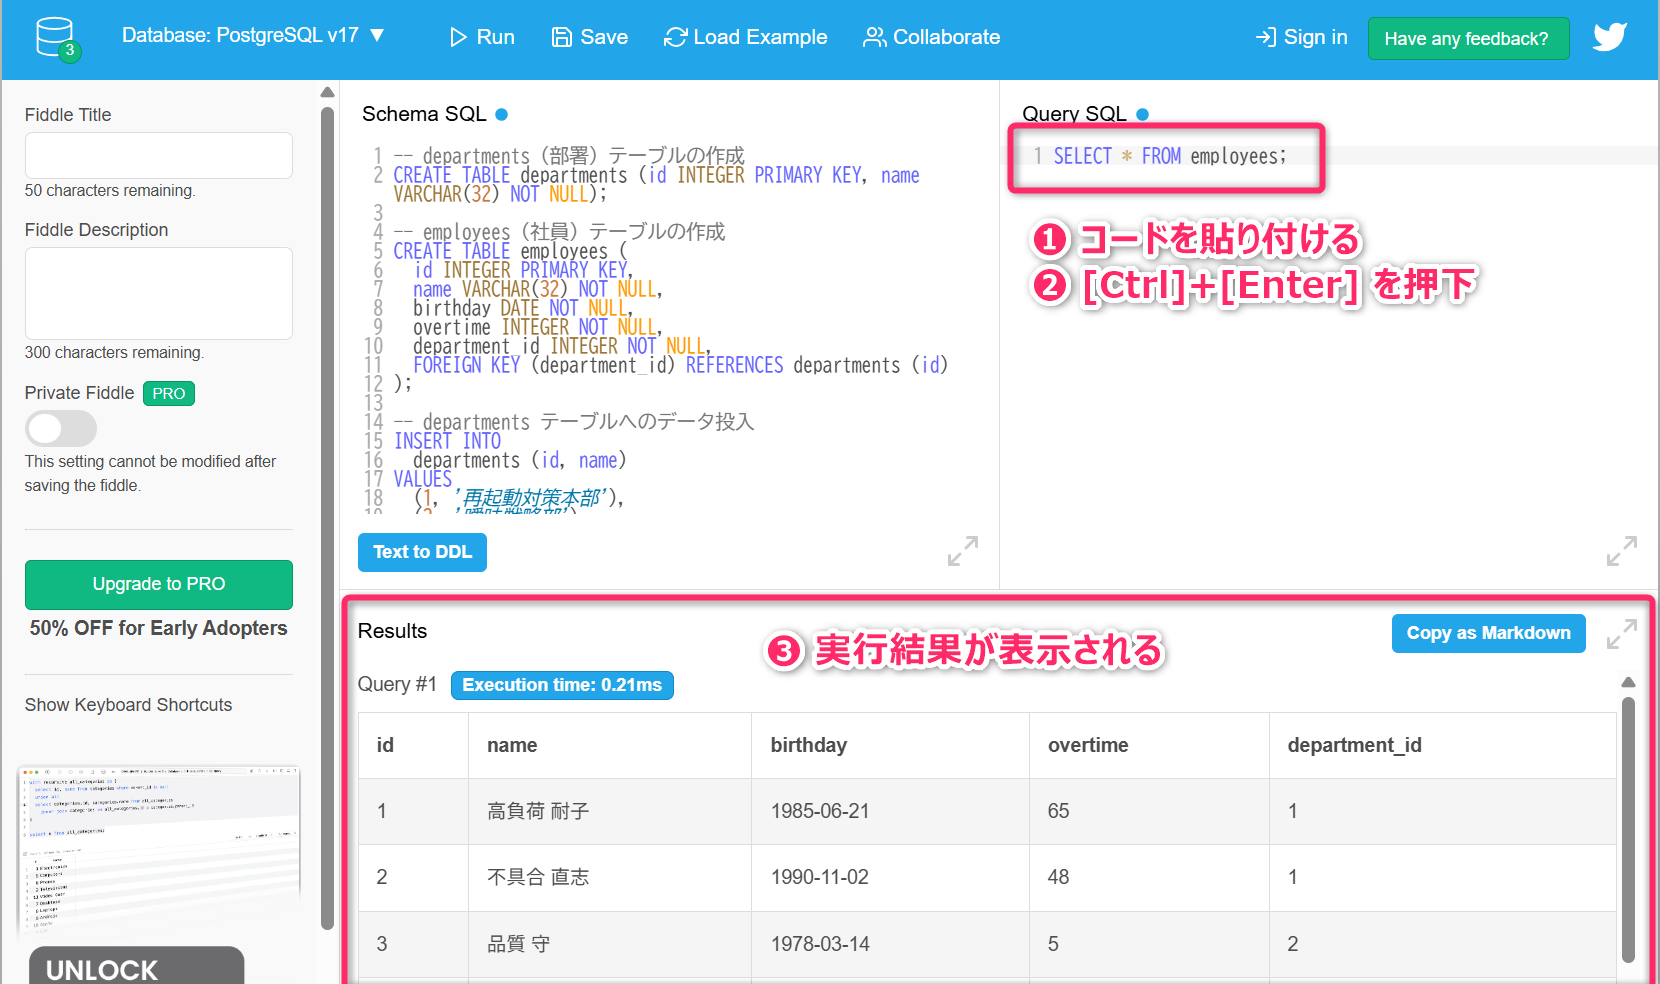 3
Database: PostgreSQL v17 ▼
Run
Save
Load Example
Collaborate
Sign in
Have any feedback?
Fiddle Title
50 characters remaining.
Fiddle Description
300 characters remaining.
Private Fiddle PRO
This setting cannot be modified after
saving the fiddle.
Upgrade to PRO
50% OFF for Early Adopters
Show Keyboard Shortcuts
UNLOCK
Schema SQL
1 -- departments（部署）テーブルの作成
2 CREATE TABLE departments (id INTEGER PRIMARY KEY, name
VARCHAR(32) NOT NULL);
3
4 -- employees（社員）テーブルの作成
5 CREATE TABLE employees (
6 id INTEGER PRIMARY KEY,
7 name VARCHAR(32) NOT NULL,
8 birthday DATE NOT NULL,
9 overtime INTEGER NOT NULL,
10 department_id INTEGER NOT NULL,
11 FOREIGN KEY (department_id) REFERENCES departments (id)
12 );
13
14 -- departments テーブルへのデータ投入
15 INSERT INTO
16 departments (id, name)
17 VALUES
18 (1, '再起動対策本部'),
Text to DDL
Query SQL
1 SELECT * FROM employees;
❶ コードを貼り付ける
❷ [Ctrl]+[Enter] を押下
Results
❸ 実行結果が表示される
Copy as Markdown
Query #1 Execution time: 0.21ms
id name birthday overtime department_id
1 高負荷 耐子 1985-06-21 65 1
2 不具合 直志 1990-11-02 48 1
3 品質 守 1978-03-14 5 2